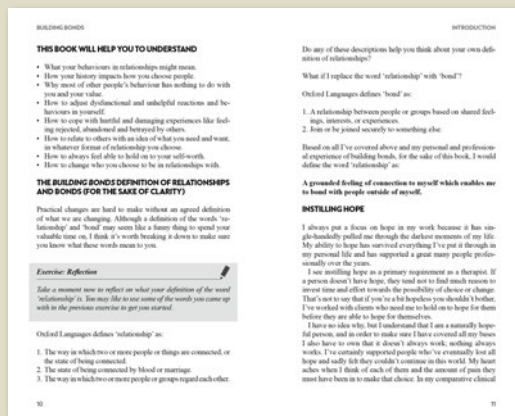 BUILDING BONDS
THIS BOOK WILL HELP YOU TO UNDERSTAND
• What your behaviours in relationships might mean.
• How your history impacts how you choose people.
• Why most of other people's behaviour has nothing to do with
you and your value.
• How to adjust dysfunctional and unhelpful reactions and be-
haviours in yourself.
• How to cope with hurtful and damaging experiences like feel-
ing rejected, abandoned and betrayed by others.
• How to relate to others with an idea of what you need and want,
in whatever format of relationship you choose.
• How to always feel able to hold on to your self-worth.
• How to change who you choose to be in relationships with.
THE BUILDING BONDS DEFINITION OF RELATIONSHIPS
AND BONDS (FOR THE SAKE OF CLARITY)
Practical changes are hard to make without an agreed definition
of what we are changing. Although a definition of the words 're-
lationship' and 'bond' may seem like a funny thing to spend your
valuable time on, I think it's worth breaking it down to make sure
you know what these words mean to you.
Exercise: Reflection
Take a moment now to reflect on what your definition of the word
'relationship' is. You may like to use some of the words you came up
with in the previous exercise to get you started.
Oxford Languages defines 'relationship' as:
1. The way in which two or more people or things are connected, or
the state of being connected.
2. The state of being connected by blood or marriage.
3. The way in which two or more people or groups regard each other.
10
INTRODUCTION
Do any of these descriptions help you think about your own defi-
nition of relationships?
What if I replace the word 'relationship' with 'bond'?
Oxford Languages defines 'bond' as:
1. A relationship between people or groups based on shared feel-
ings, interests, or experiences.
2. Join or be joined securely to something else.
Based on all I've covered above and my personal and profession-
al experience of building bonds, for the sake of this book, I would
define the word 'relationship' as:
A grounded feeling of connection to myself which enables me
to bond with people outside of myself.
INSTILLING HOPE
I always put a focus on hope in my work because it has sin-
gle-handedly pulled me through the darkest moments of my life.
My ability to hope has survived everything I've put it through in
my personal life and has supported a great many people profes-
sionally over the years.
I see instilling hope as a primary requirement as a therapist. If
a person doesn't have hope, they tend not to find much reason to
invest time and effort towards the possibility of choice or change.
That's not to say that if you're a bit hopeless you shouldn't bother.
I've worked with clients who need me to hold on to hope for them
before they are able to hope for themselves.
I have no idea why, but I understand that I am a naturally hope-
ful person, and in order to make sure I have covered all my bases
I also have to own that it doesn't always work; nothing always
works. I've certainly supported people who've eventually lost all
hope and sadly felt they couldn't continue in this world. My heart
aches when I think of each of them and the amount of pain they
must have been in to make that choice. In my comparative clinical
11